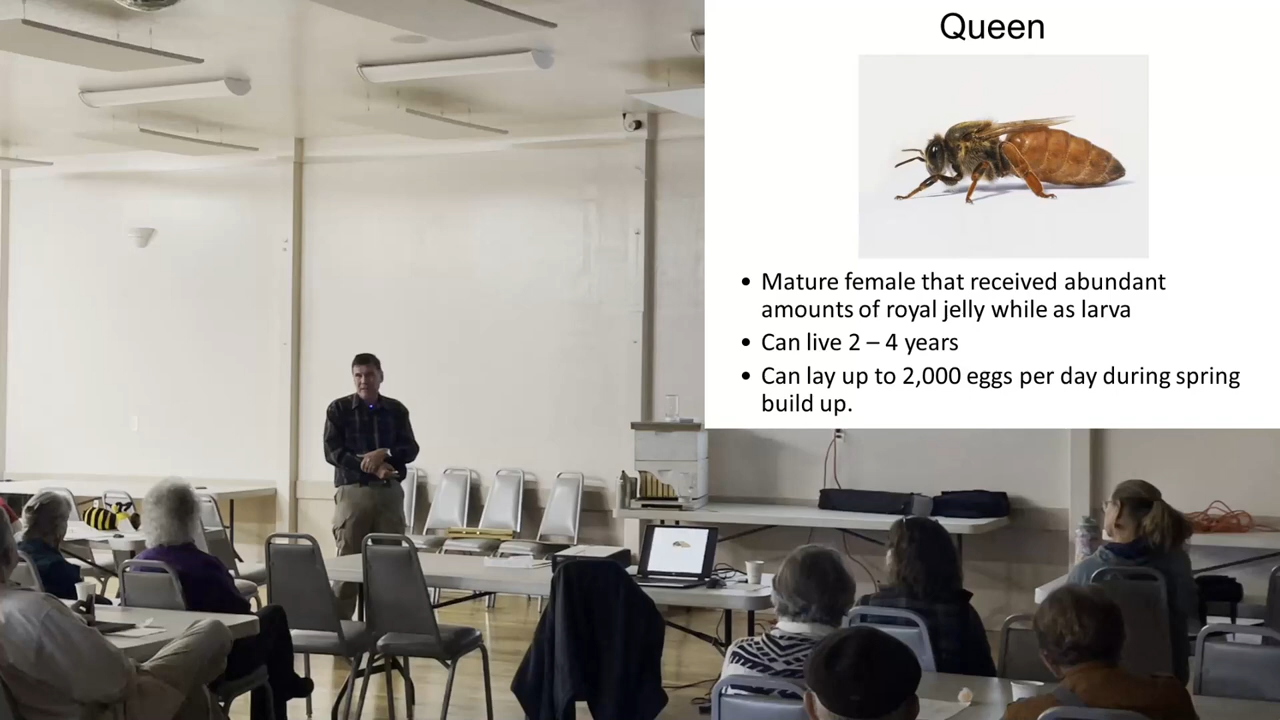 Queen
• Mature female that received abundant
amounts of royal jelly while as larva
• Can live 2 – 4 years
• Can lay up to 2,000 eggs per day during spring
build up.